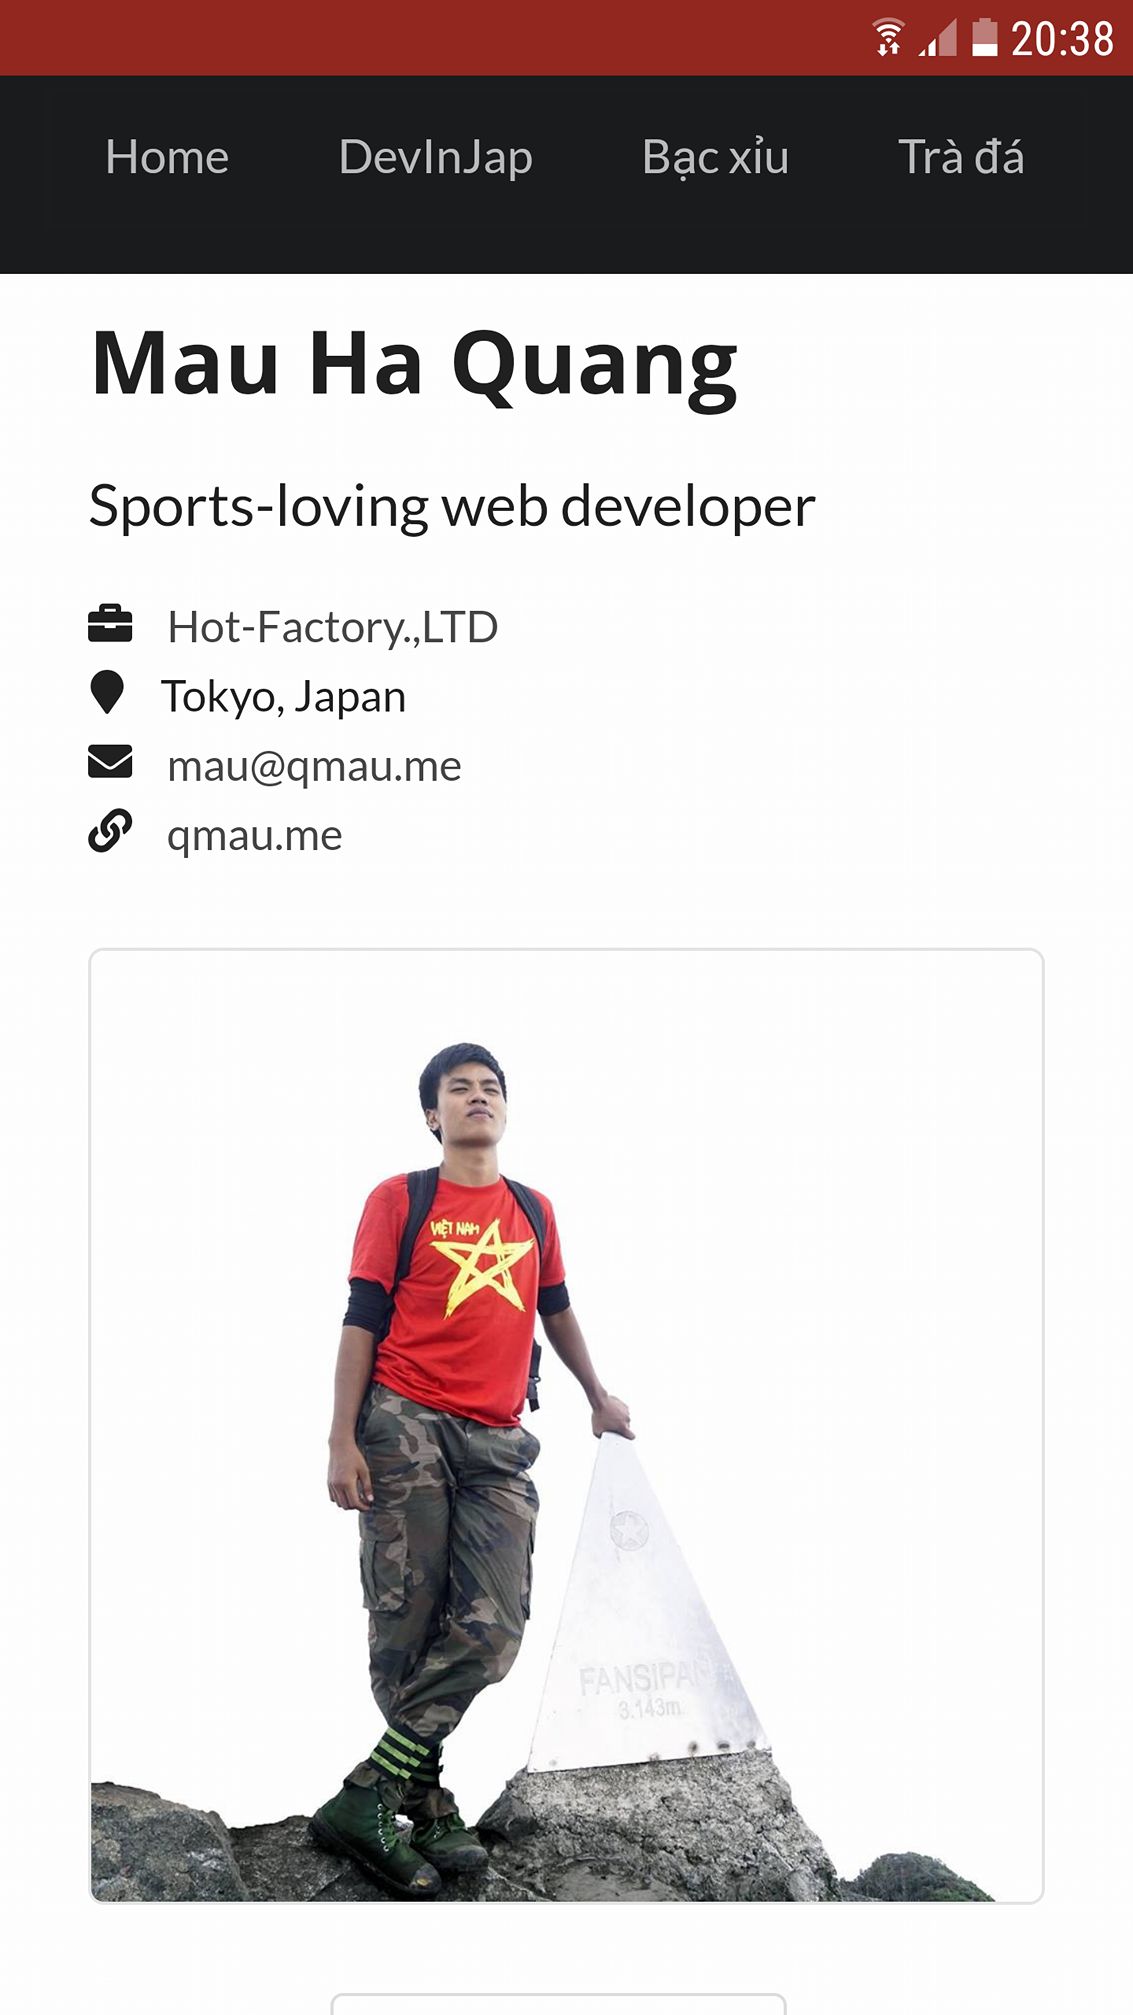 20:38
Home DevInJap Bạc xỉu Trà đá
Mau Ha Quang
Sports-loving web developer
Hot-Factory.,LTD
Tokyo, Japan
mau@qmau.me
qmau.me
VIỆT NAM
FANSIPAN
3.143m